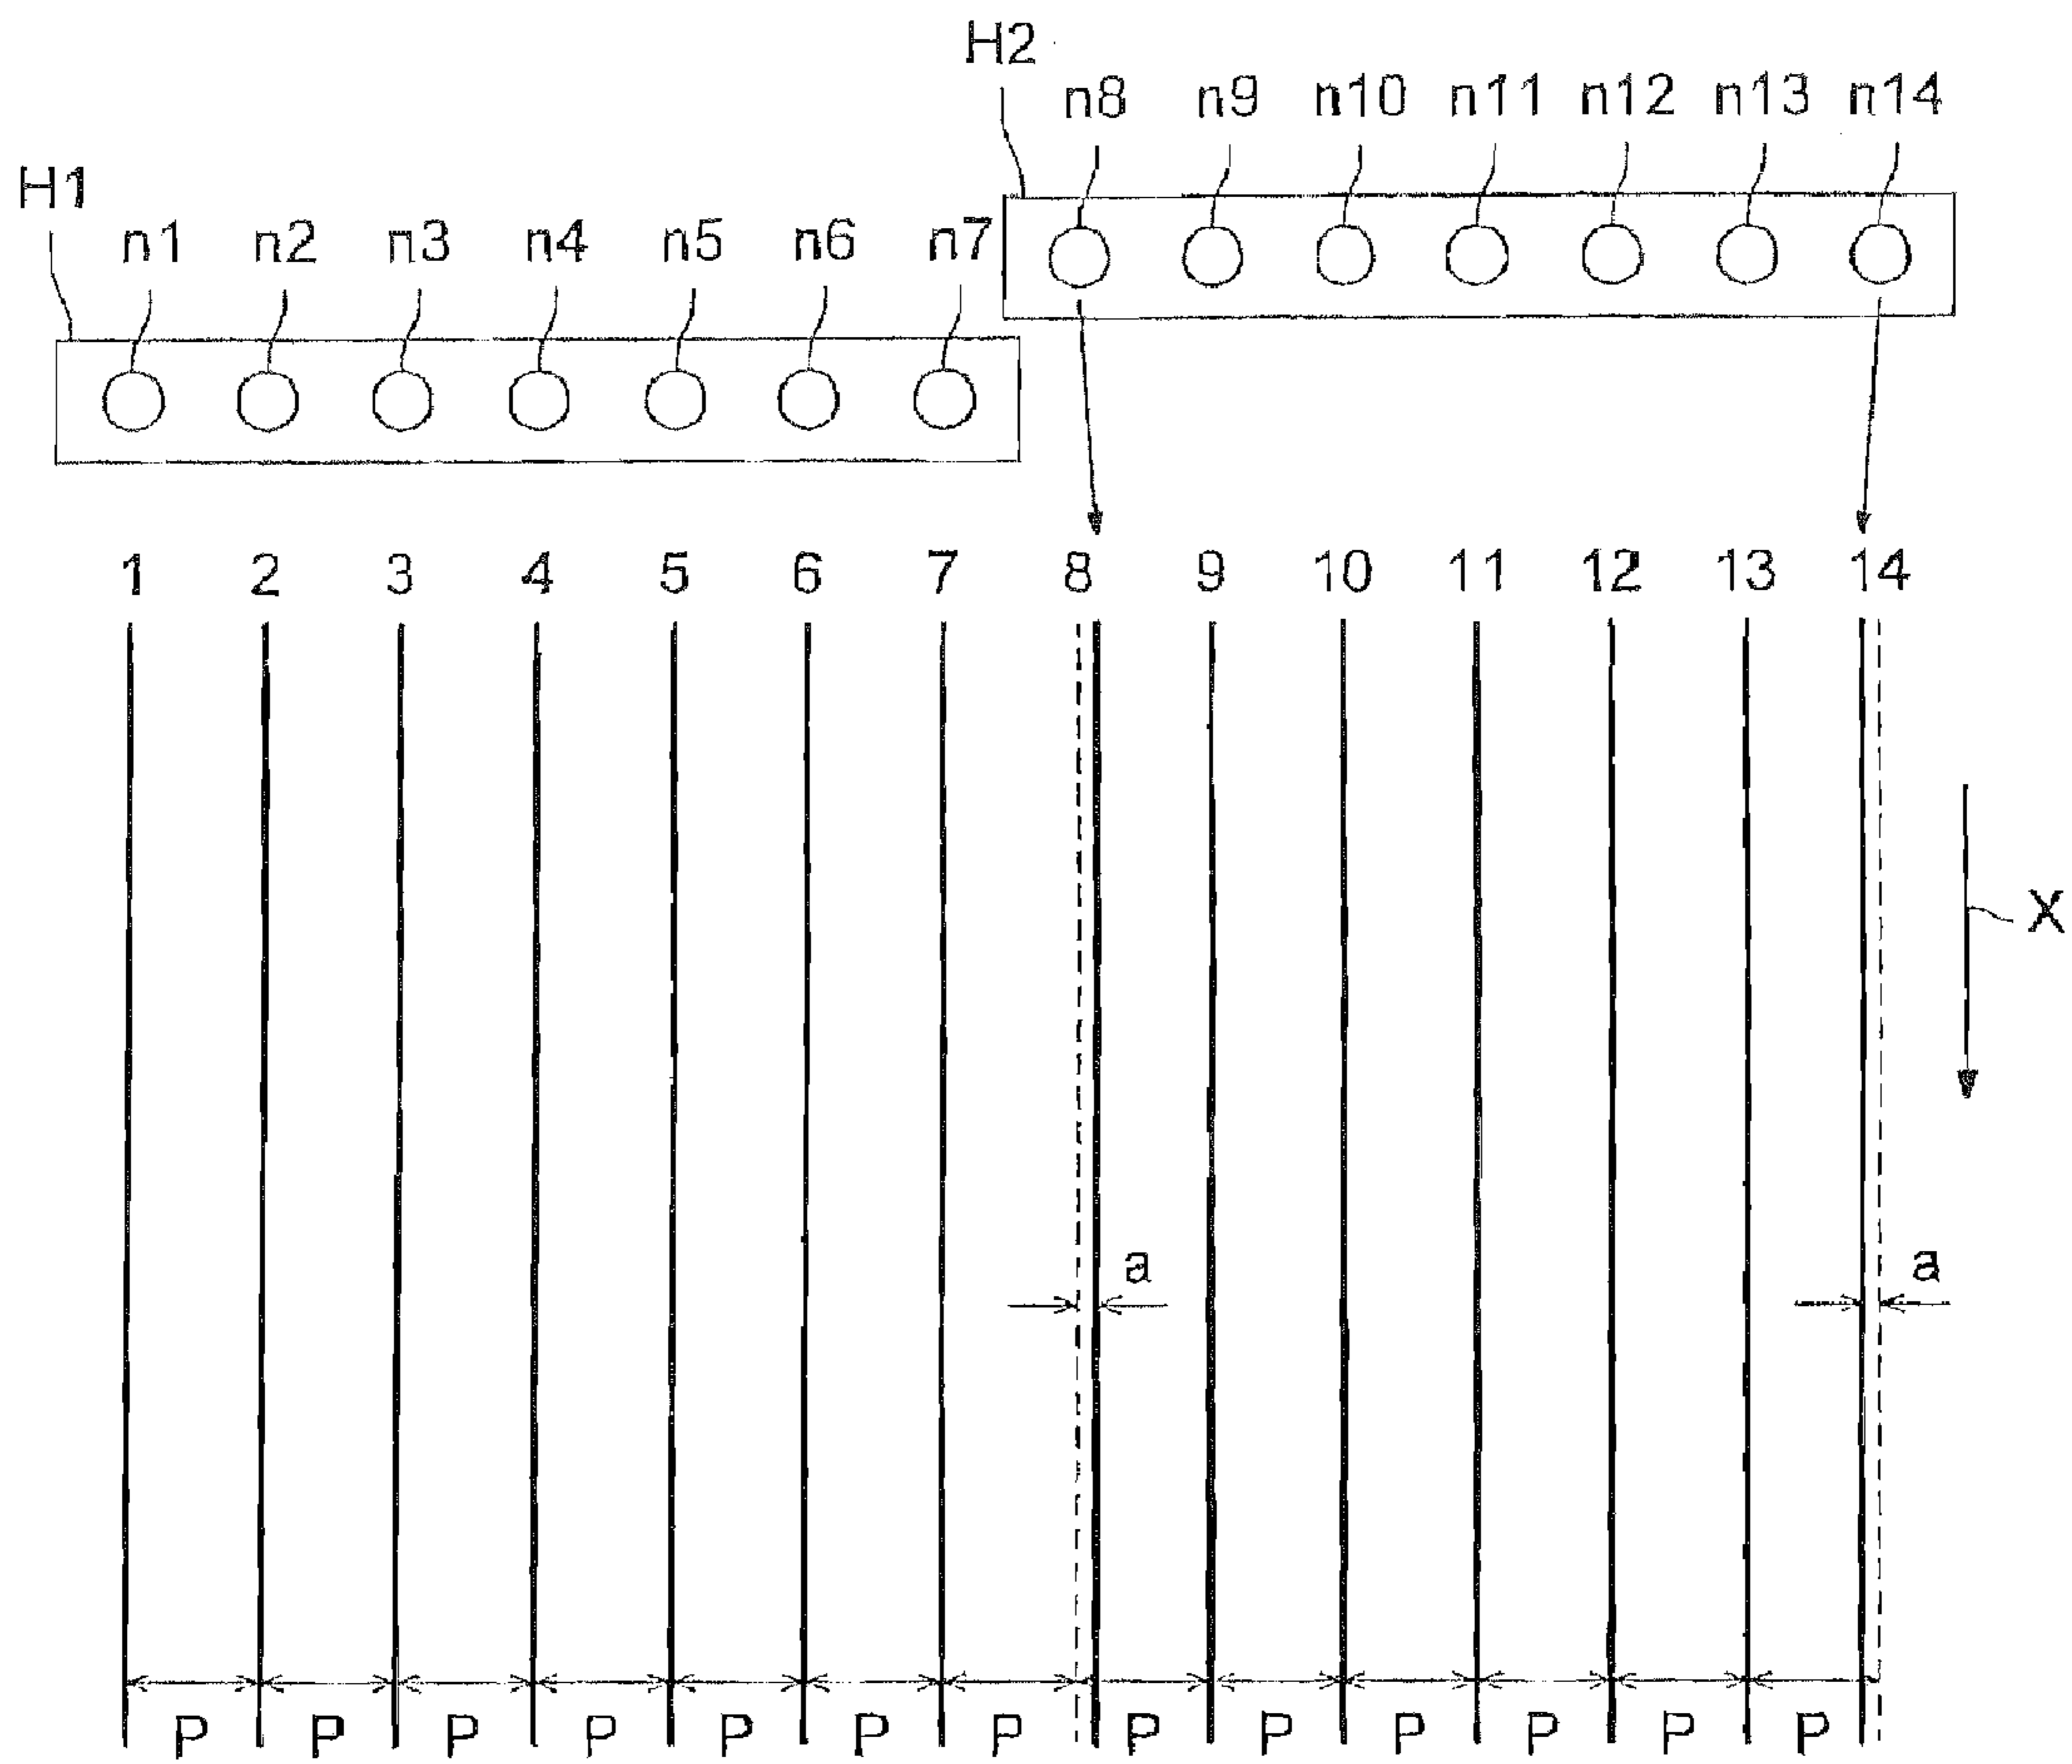 H2
n8 n9 n10 n11 n12 n13 n14
H1
n1 n2 n3 n4 n5 n6 n7
1 2 3 4 5 6 7 8 9 10 11 12 13 14
X
a a
P P P P P P P P P P P P P